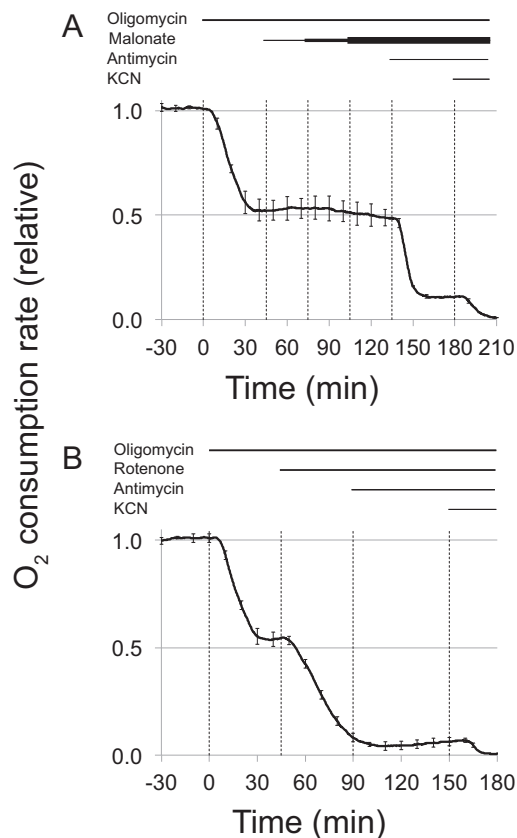 A
Oligomycin
Malonate
Antimycin
KCN
1.0
0.5
0.0
-30 0 30 60 90 120 150 180 210
Time (min)
O₂ consumption rate (relative)
B
Oligomycin
Rotenone
Antimycin
KCN
1.0
0.5
0.0
-30 0 30 60 90 120 150 180
Time (min)